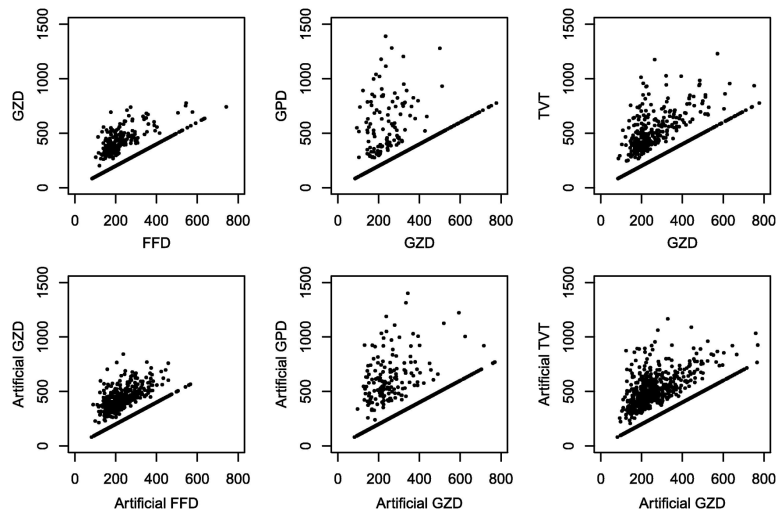 GZD
0 500 1000 1500
0 200 400 600 800
FFD
GPD
0 500 1000 1500
0 200 400 600 800
GZD
TVT
0 500 1000 1500
0 200 400 600 800
GZD
Artificial GZD
0 500 1000 1500
0 200 400 600 800
Artificial FFD
Artificial GPD
0 500 1000 1500
0 200 400 600 800
Artificial GZD
Artificial TVT
0 500 1000 1500
0 200 400 600 800
Artificial GZD